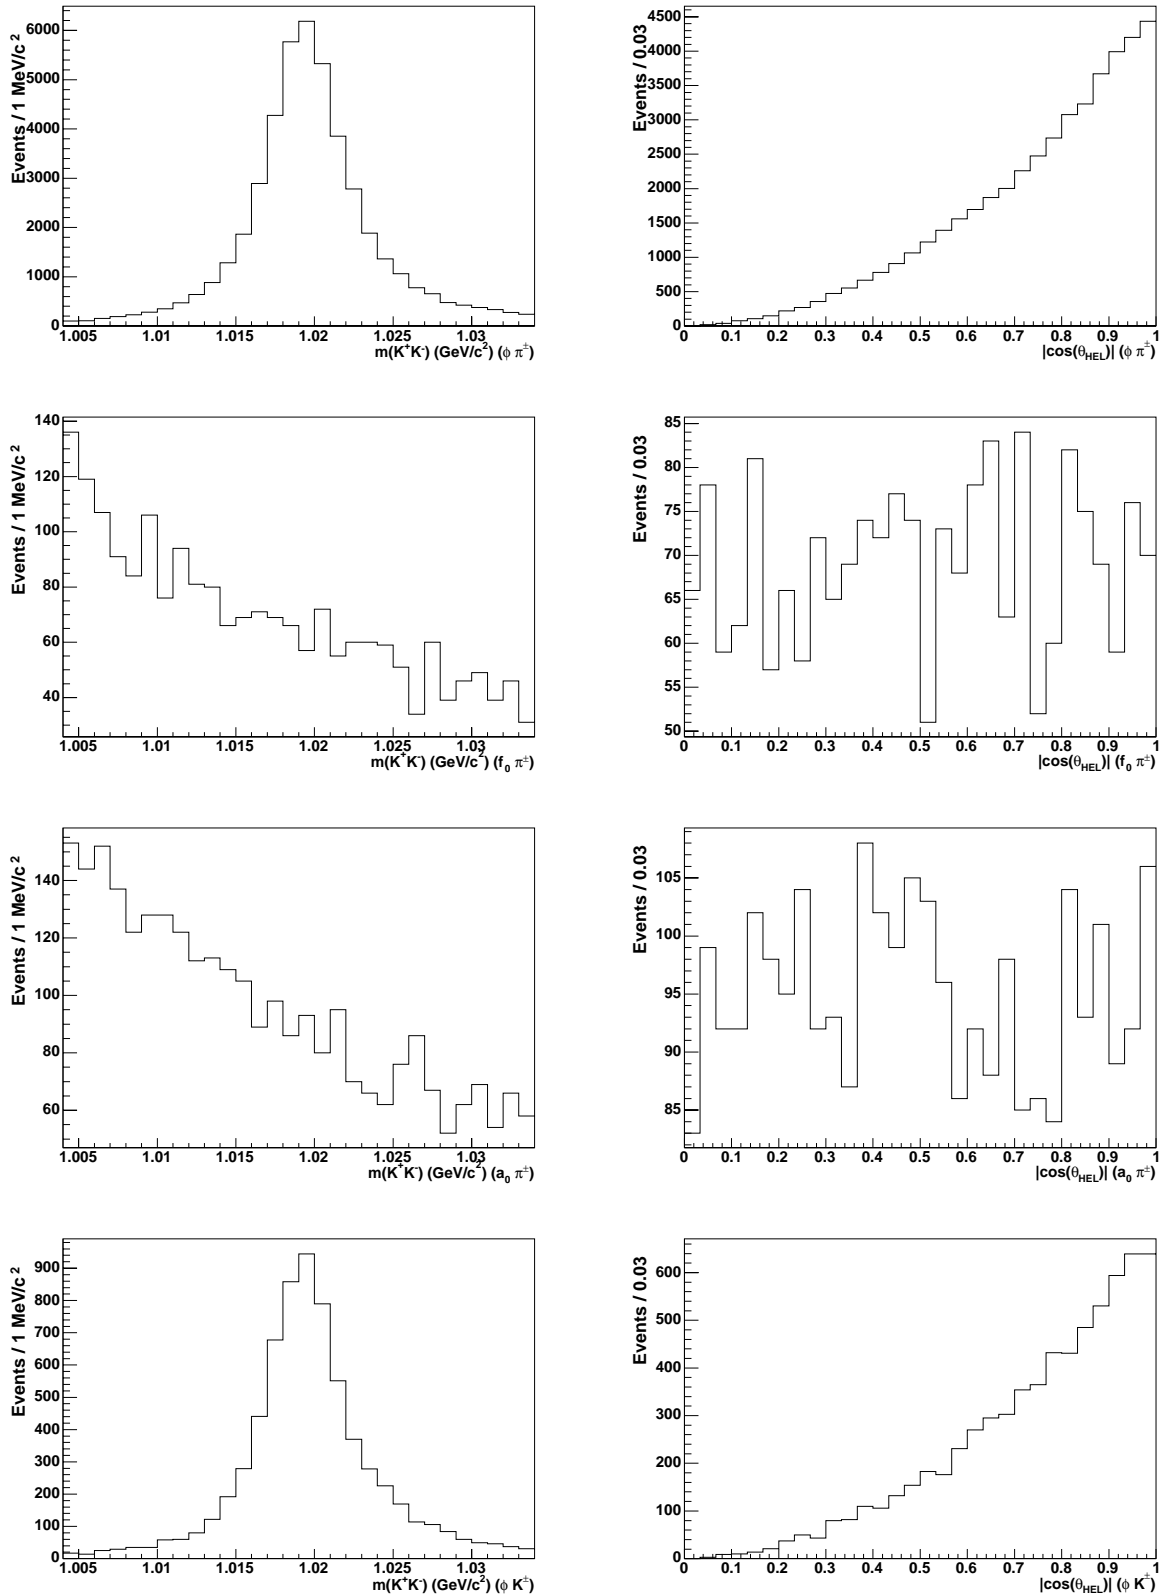 Events / 1 MeV/c²
6000
5000
4000
3000
2000
1000
0
1.005 1.01 1.015 1.02 1.025 1.03
m(K⁺K⁻) (GeV/c²) (ϕ π±)
Events / 0.03
4500
4000
3500
3000
2500
2000
1500
1000
500
0
0 0.1 0.2 0.3 0.4 0.5 0.6 0.7 0.8 0.9 1
|cos(θHEL)| (ϕ π±)
Events / 1 MeV/c²
140
120
100
80
60
40
1.005 1.01 1.015 1.02 1.025 1.03
m(K⁺K⁻) (GeV/c²) (f₀ π±)
Events / 0.03
85
80
75
70
65
60
55
50
0 0.1 0.2 0.3 0.4 0.5 0.6 0.7 0.8 0.9 1
|cos(θHEL)| (f₀ π±)
Events / 1 MeV/c²
140
120
100
80
60
1.005 1.01 1.015 1.02 1.025 1.03
m(K⁺K⁻) (GeV/c²) (a₀ π±)
Events / 0.03
105
100
95
90
85
0 0.1 0.2 0.3 0.4 0.5 0.6 0.7 0.8 0.9 1
|cos(θHEL)| (a₀ π±)
Events / 1 MeV/c²
900
800
700
600
500
400
300
200
100
0
1.005 1.01 1.015 1.02 1.025 1.03
m(K⁺K⁻) (GeV/c²) (ϕ K±)
Events / 0.03
600
500
400
300
200
100
0
0 0.1 0.2 0.3 0.4 0.5 0.6 0.7 0.8 0.9 1
|cos(θHEL)| (ϕ K±)